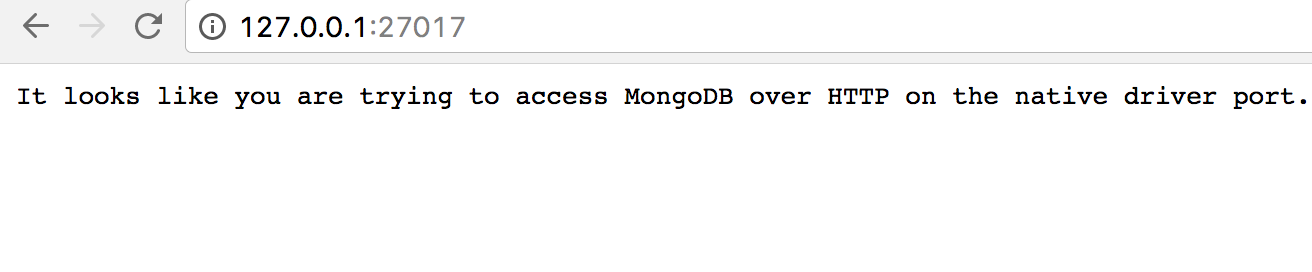 127.0.0.1:27017
It looks like you are trying to access MongoDB over HTTP on the native driver port.